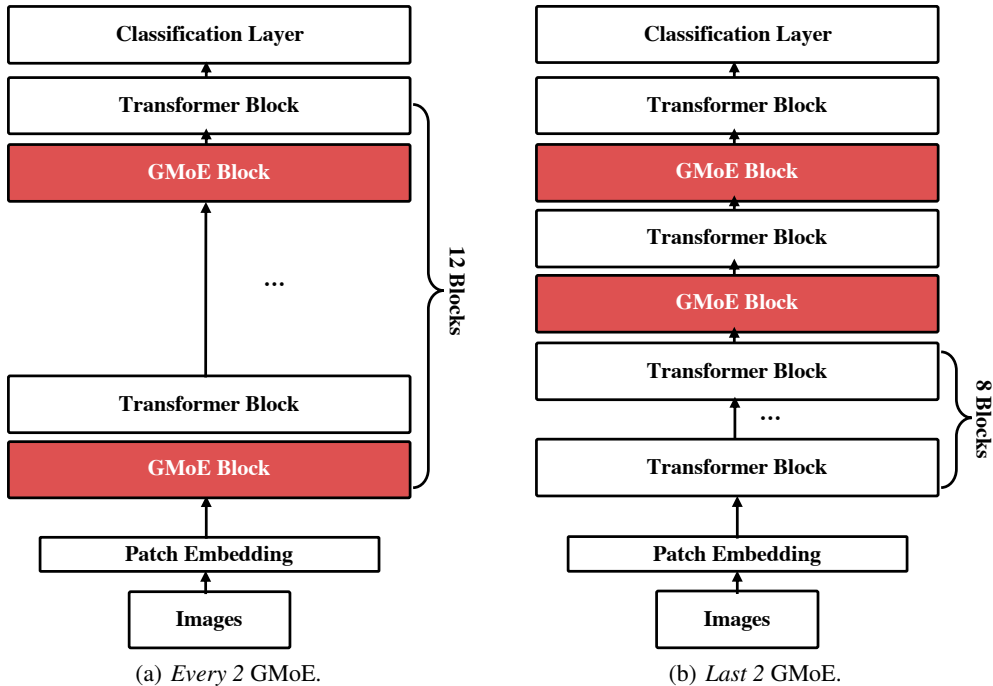 Classification Layer
Transformer Block
GMoE Block
...
Transformer Block
GMoE Block
12 Blocks
Patch Embedding
Images
(a) Every 2 GMoE.
Classification Layer
Transformer Block
GMoE Block
Transformer Block
GMoE Block
Transformer Block
...
Transformer Block
8 Blocks
Patch Embedding
Images
(b) Last 2 GMoE.